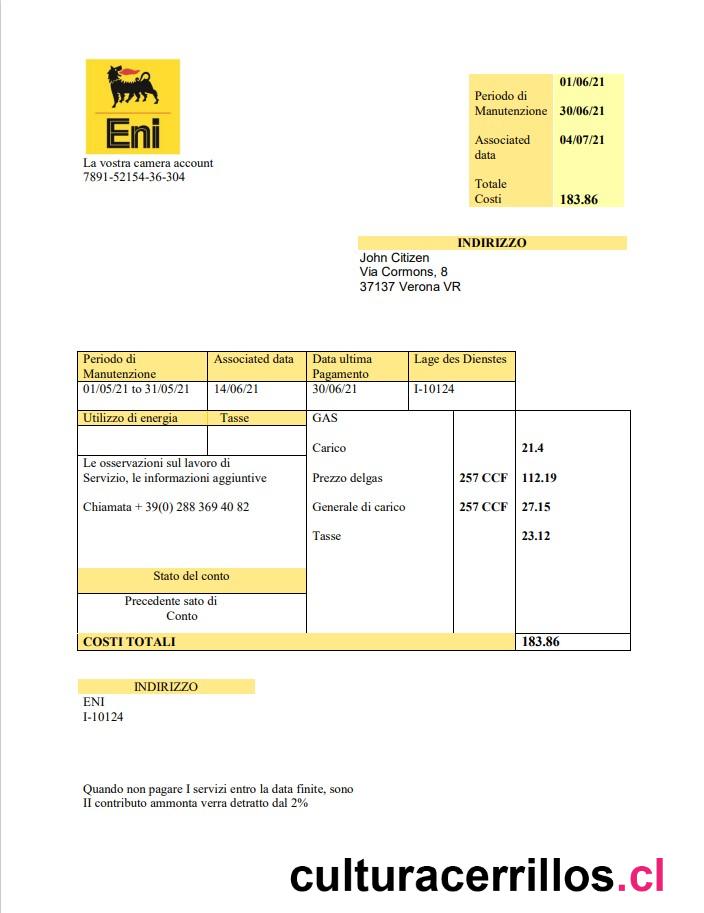 Eni
La vostra camera account
7891-52154-36-304
01/06/21
Periodo di
Manutenzione 30/06/21
Associated 04/07/21
data
Totale
Costi 183.86
INDIRIZZO
John Citizen
Via Cormons, 8
37137 Verona VR
Periodo di Manutenzione Associated data Data ultima Pagamento Lage des Dienstes
01/05/21 to 31/05/21 14/06/21 30/06/21 I-10124
Utilizzo di energia Tasse GAS
Carico 21.4
Le osservazioni sul lavoro di
Servizio, le informazioni aggiuntive Prezzo delgas 257 CCF 112.19
Chiamata + 39(0) 288 369 40 82 Generale di carico 257 CCF 27.15
Tasse 23.12
Stato del conto
Precedente sato di
Conto
COSTI TOTALI 183.86
INDIRIZZO
ENI
I-10124
Quando non pagare I servizi entro la data finite, sono
II contributo ammonta verra detratto dal 2%
culturacerrillos.cl